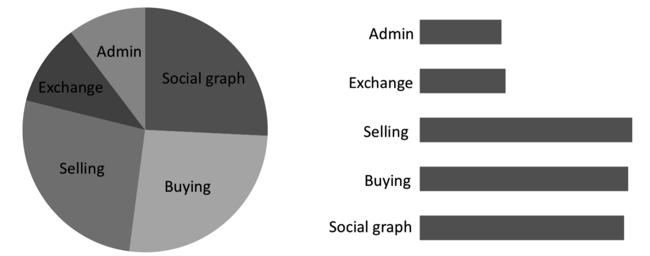 Admin
Social graph
Exchange
Selling
Buying
Admin
Exchange
Selling
Buying
Social graph